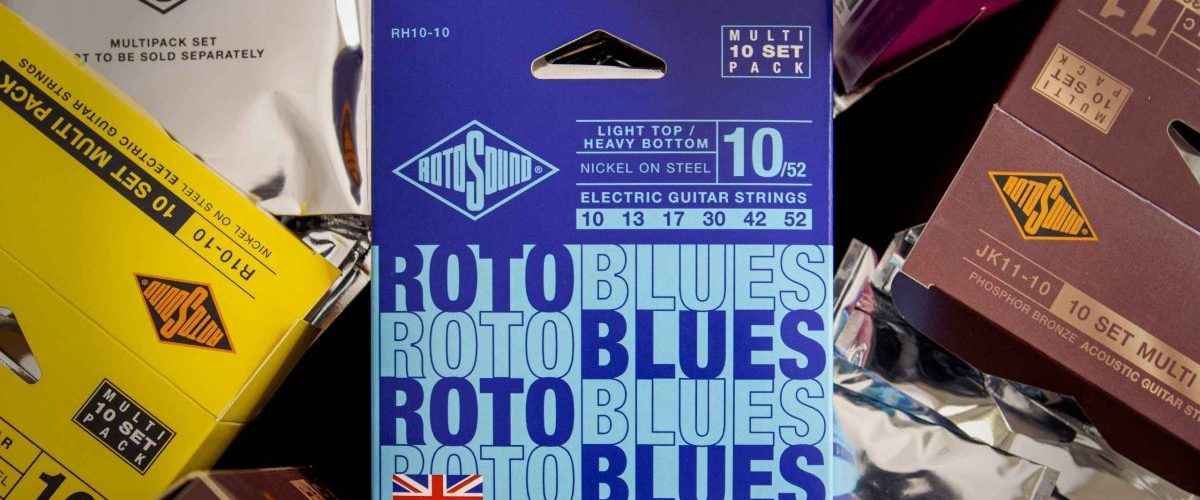 MULTIPACK SET
OT TO BE SOLD SEPARATELY
NICKEL ON STEEL ELECTRIC GUITAR STRINGS
10 SET MULTI PACK
R10-10
ROTOSOUND
MULTI
10 SET
PACK
RH10-10
MULTI
10 SET
PACK
ROTOSOUND®
LIGHT TOP /
HEAVY BOTTOM
NICKEL ON STEEL
10/52
ELECTRIC GUITAR STRINGS
10 13 17 30 42 52
ROTOBLUES
ROTOBLUES
ROTOBLUES
ROTOBLUES
11
MULTI
10 SET
PACK
ROTOSOUND
JK11-10
10 SET MULTI
PHOSPHOR BRONZE ACOUSTIC GUITAR S